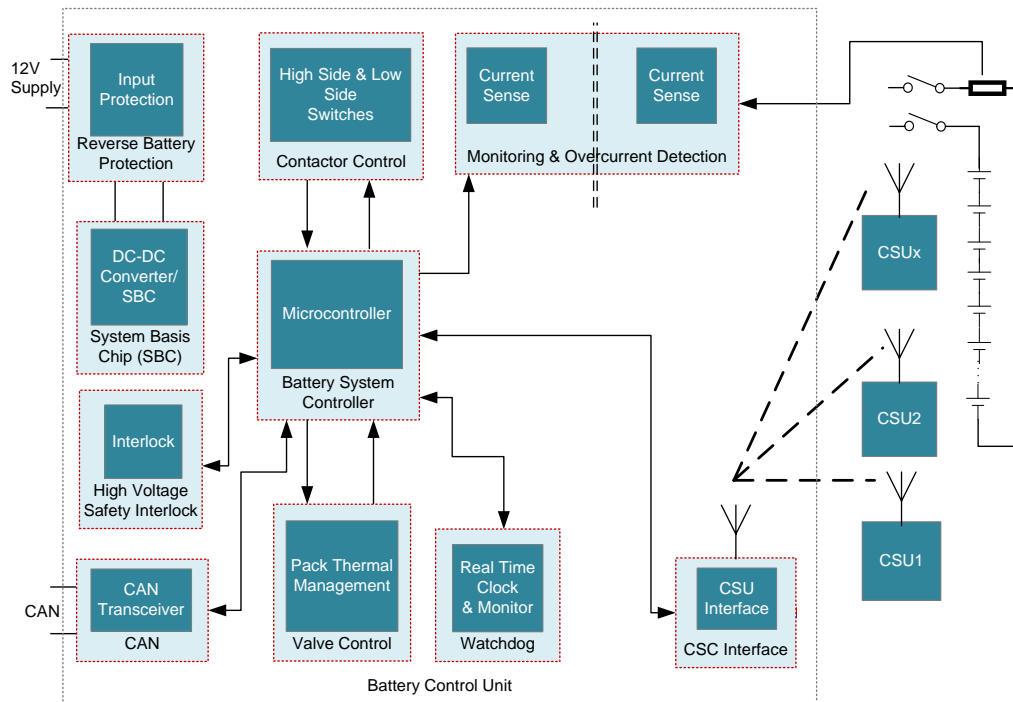 12V
Supply
Input
Protection
Reverse Battery
Protection
High Side & Low
Side
Switches
Contactor Control
Current
Sense
Current
Sense
Monitoring & Overcurrent Detection
DC-DC
Converter/
SBC
System Basis
Chip (SBC)
Microcontroller
Battery System
Controller
CSUx
CSU2
CSU1
Interlock
High Voltage
Safety Interlock
CAN
CAN
Transceiver
CAN
Pack Thermal
Management
Valve Control
Real Time
Clock
& Monitor
Watchdog
CSU
Interface
CSC Interface
Battery Control Unit